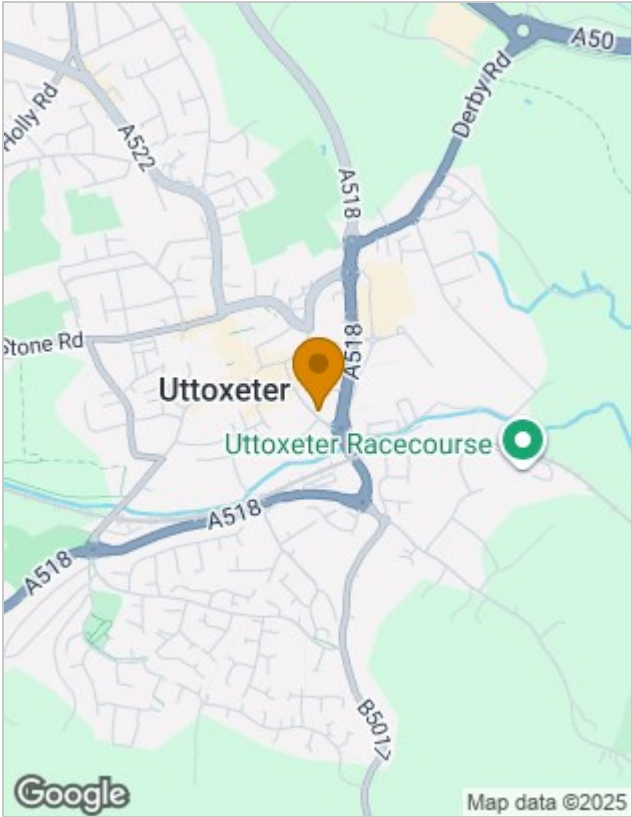 A50
Derby Rd
Holly Rd
A522
A518
Stone Rd
A518
Uttoxeter
Uttoxeter Racecourse
A518
A518
B501
Google
Map data ©2025